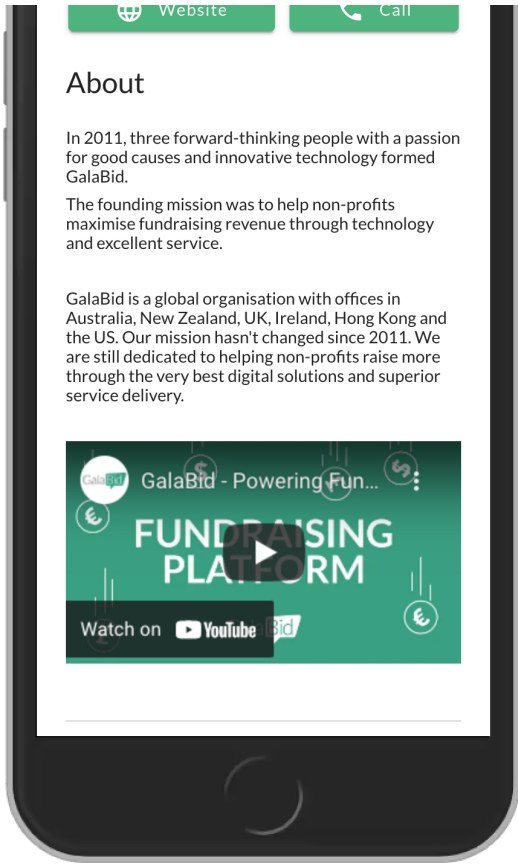 Website
Call
About
In 2011, three forward-thinking people with a passion
for good causes and innovative technology formed
GalaBid.
The founding mission was to help non-profits
maximise fundraising revenue through technology
and excellent service.
GalaBid is a global organisation with offices in
Australia, New Zealand, UK, Ireland, Hong Kong and
the US. Our mission hasn't changed since 2011. We
are still dedicated to helping non-profits raise more
through the very best digital solutions and superior
service delivery.
GalaBid
GalaBid - Powering Fun...
FUNDRAISING
PLATFORM
Watch on YouTube
Bid